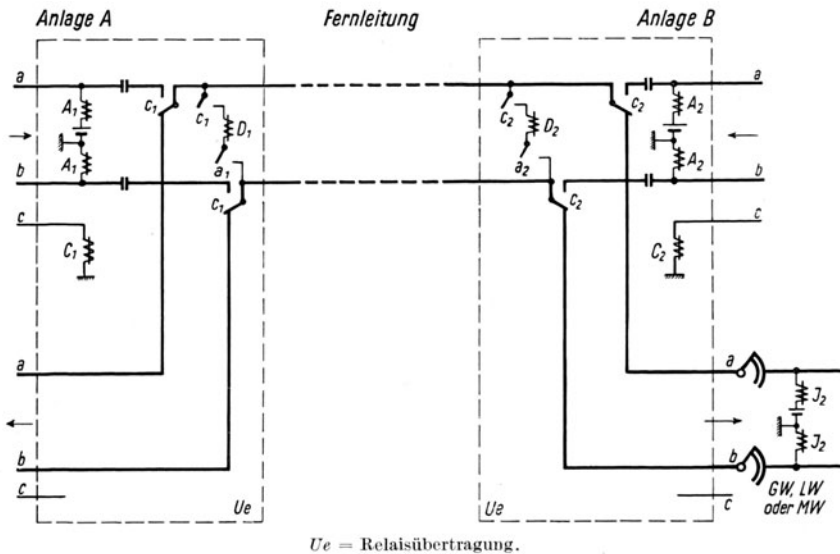 Anlage A Fernleitung Anlage B
a a
A₁ c₁ c₁ D₁ c₂ D₂ c₂ A₂
A₁ a₁ a₂ A₂
b b
c₁ c₂
c c
C₁ C₂
a a
J₂
J₂
b b
c Ue Ue c GW, LW
oder MW
Ue = Relaisübertragung.